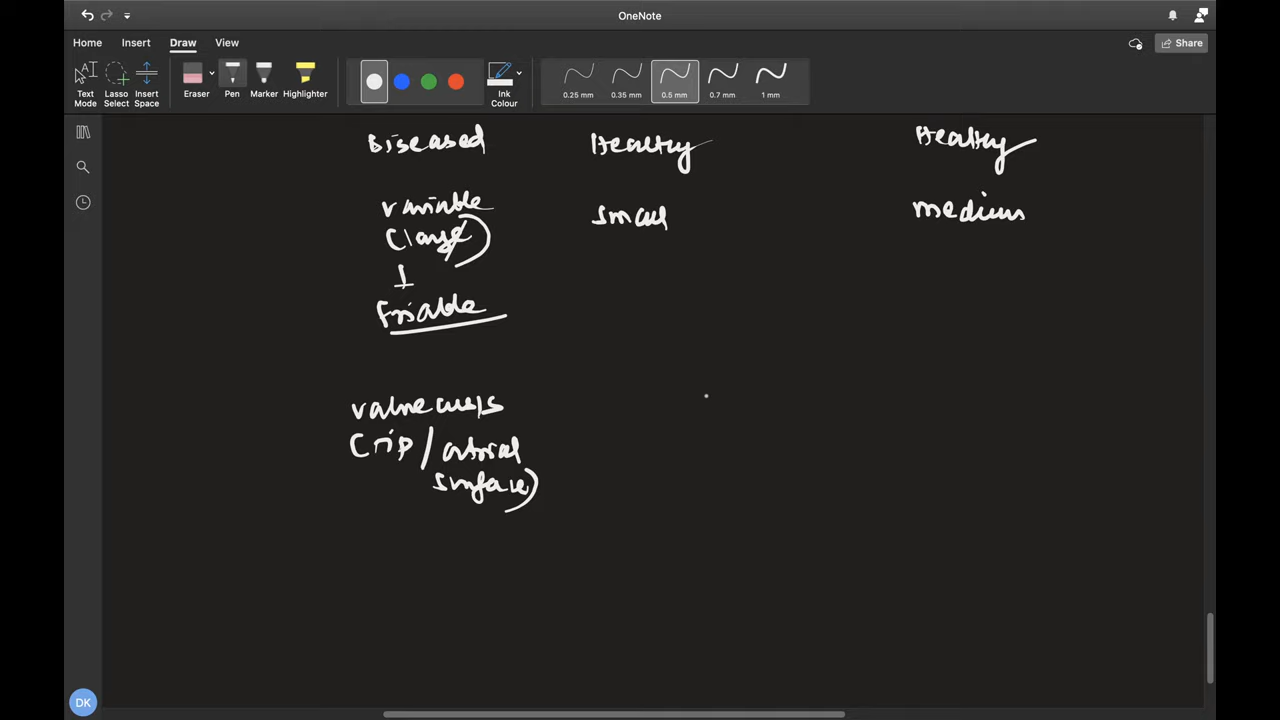 OneNote
Home Insert Draw View
Share
Text Mode
Lasso Select
Insert Space
Eraser
Pen
Marker
Highlighter
Ink Colour
0.25 mm
0.35 mm
0.5 mm
0.7 mm
1 mm
Diseased Healthy Healthy
variable small medium
(large)
Friable
valve cusps
(rip / atrial
surface)
DK